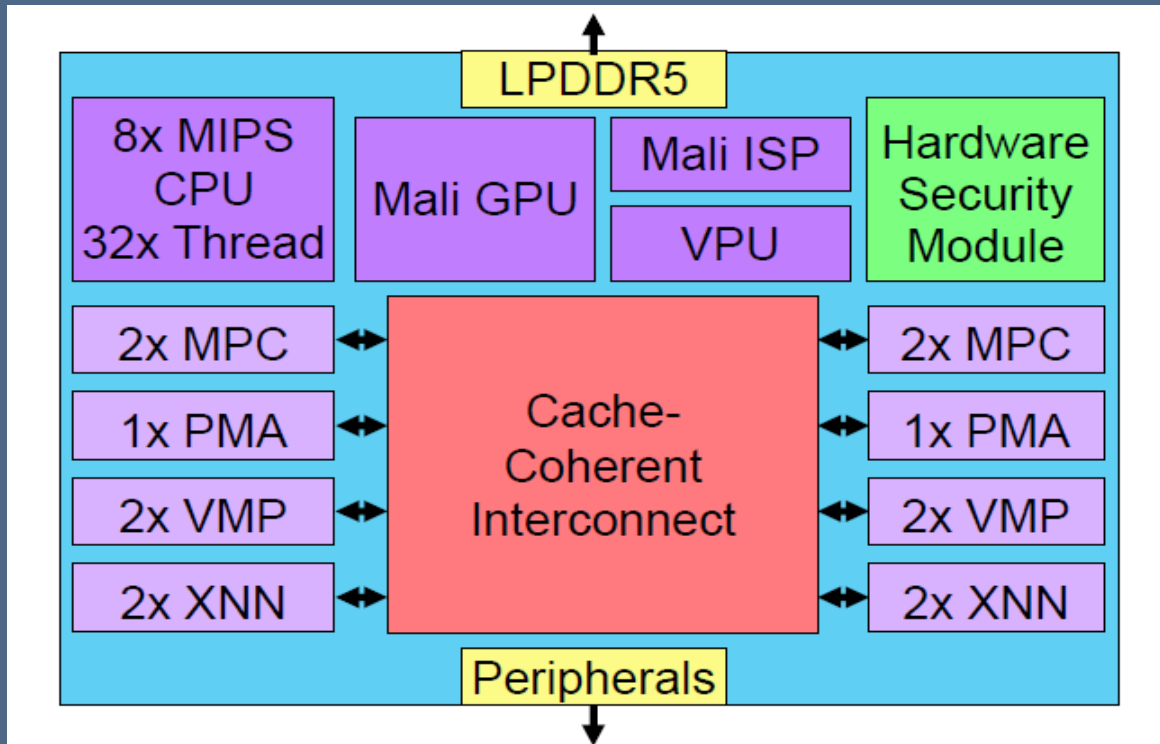 LPDDR5
8x MIPS
CPU
32x Thread
Mali GPU
Mali ISP
VPU
Hardware
Security
Module
2x MPC
1x PMA
2x VMP
2x XNN
Cache-
Coherent
Interconnect
2x MPC
1x PMA
2x VMP
2x XNN
Peripherals